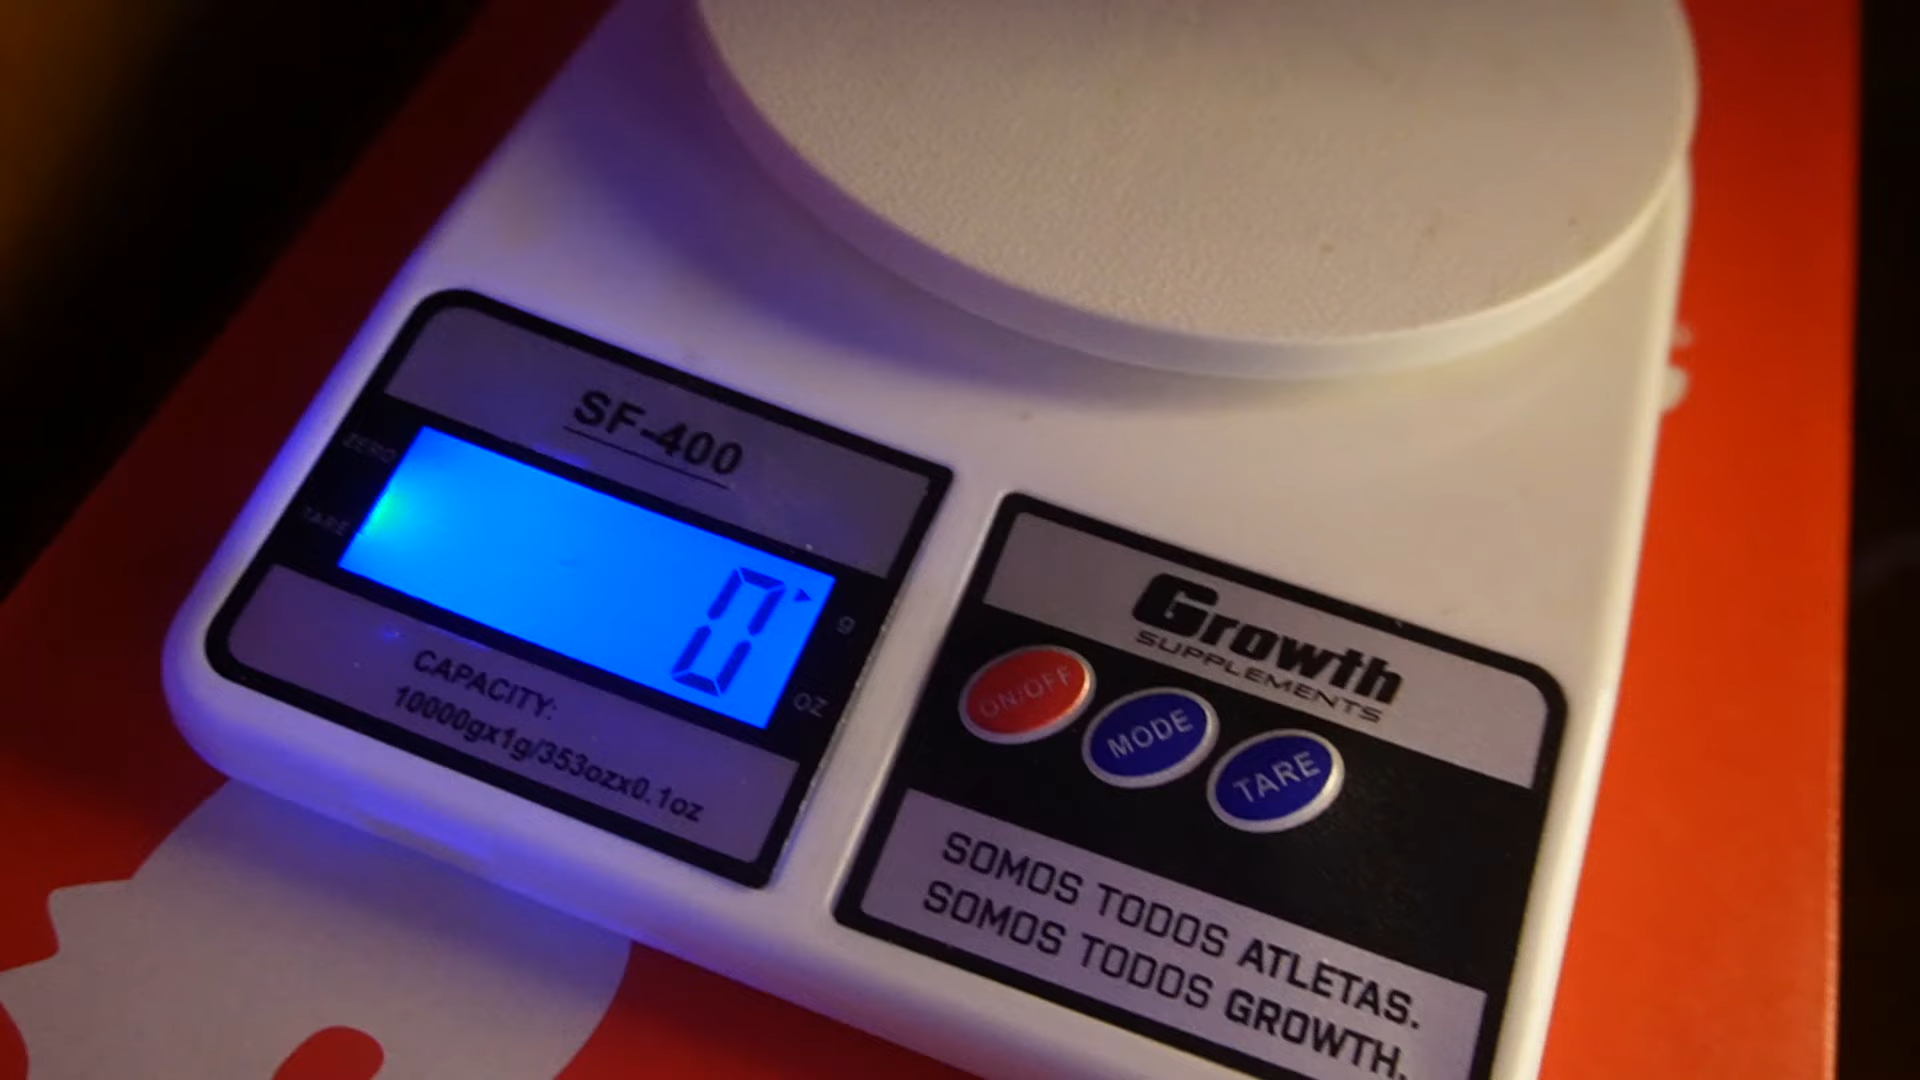 SF-400
ZERO
TARE
0
g
OZ
CAPACITY:
10000gx1g/353ozx0.1oz
Growth
SUPPLEMENTS
ON/OFF
MODE
TARE
SOMOS TODOS ATLETAS.
SOMOS TODOS GROWTH.